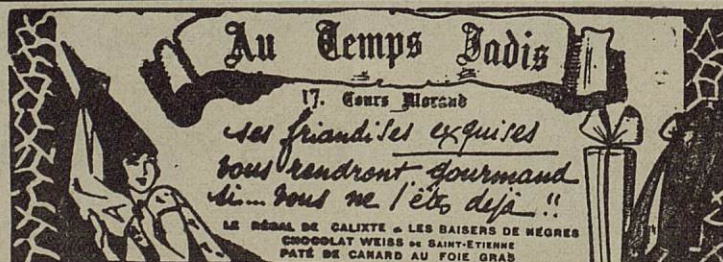 Au Temps Jadis
17. Cours Morand
ses friandises exquises
vous rendront gourmand
si... vous ne l'êtes déjà !!
LE RÉGAL DE CALIXTE & LES BAISERS DE NÈGRES
CHOCOLAT WEISS DE SAINT-ETIENNE
PATÉ DE CANARD AU FOIE GRAS